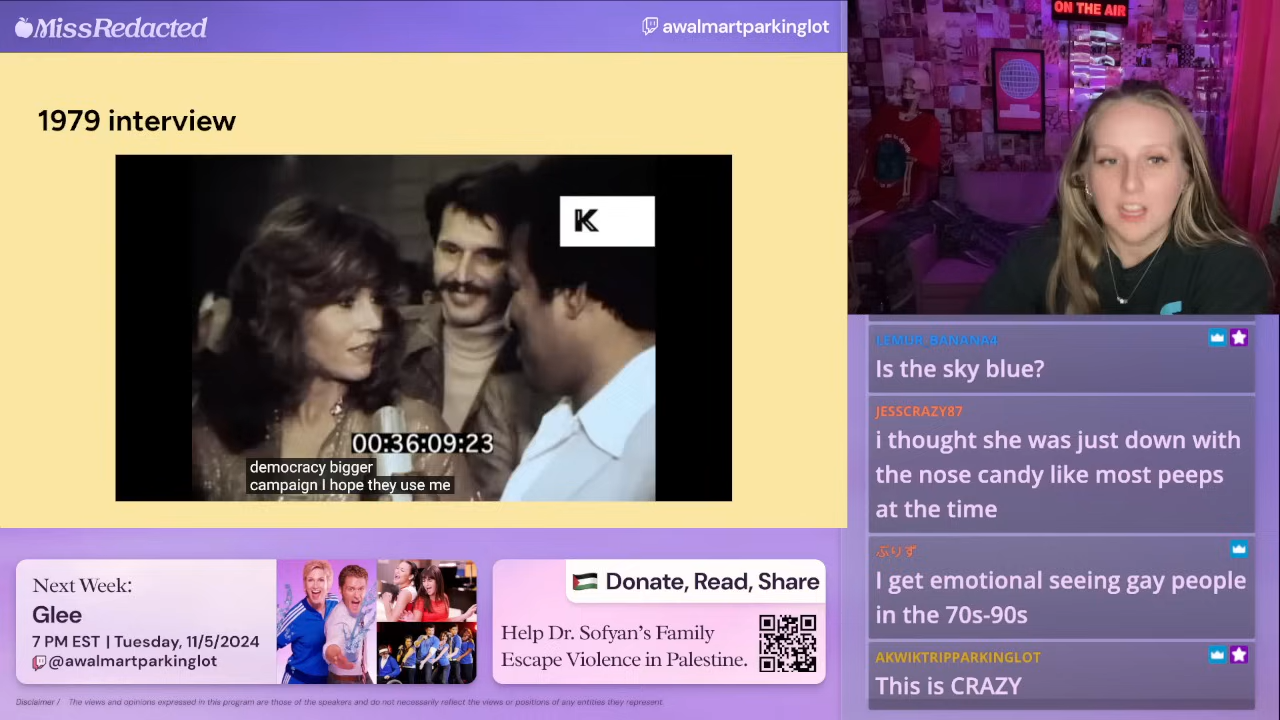 MissRedacted
awalmartparkinglot
ON THE AIR
1979 interview
K
00:36:09:23
democracy bigger
campaign I hope they use me
LEMUR_BANANA4
Is the sky blue?
JESSCRAZY87
i thought she was just down with
the nose candy like most peeps
at the time
ぷりず
I get emotional seeing gay people
in the 70s-90s
AKWIKTRIPPARKINGLOT
This is CRAZY
Next Week:
Glee
7 PM EST | Tuesday, 11/5/2024
@awalmartparkinglot
Donate, Read, Share
Help Dr. Sofyan's Family
Escape Violence in Palestine.
Disclaimer / The views and opinions expressed in this program are those of the speakers and do not necessarily reflect the views or positions of any entities they represent